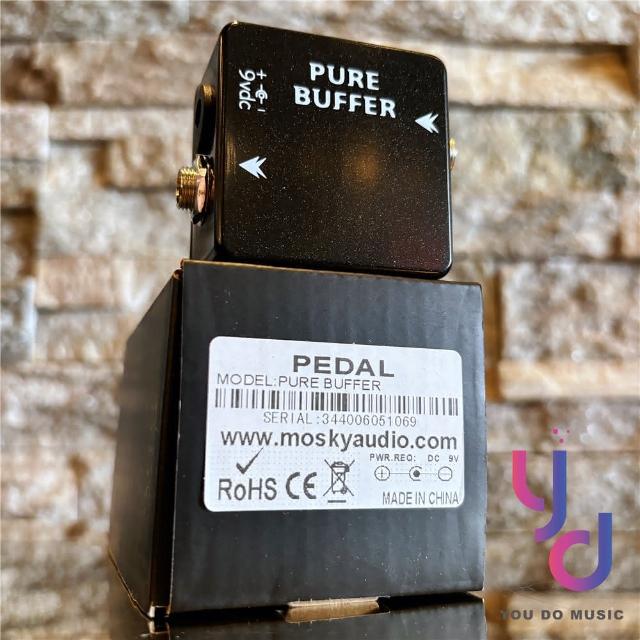 PURE
BUFFER
9vdc
PEDAL
MODEL:PURE BUFFER
SERIAL:344006051069
www.moskyaudio.com
PWR.REQ: DC 9V
RoHS CE
MADE IN CHINA
yd
YOU DO MUSIC